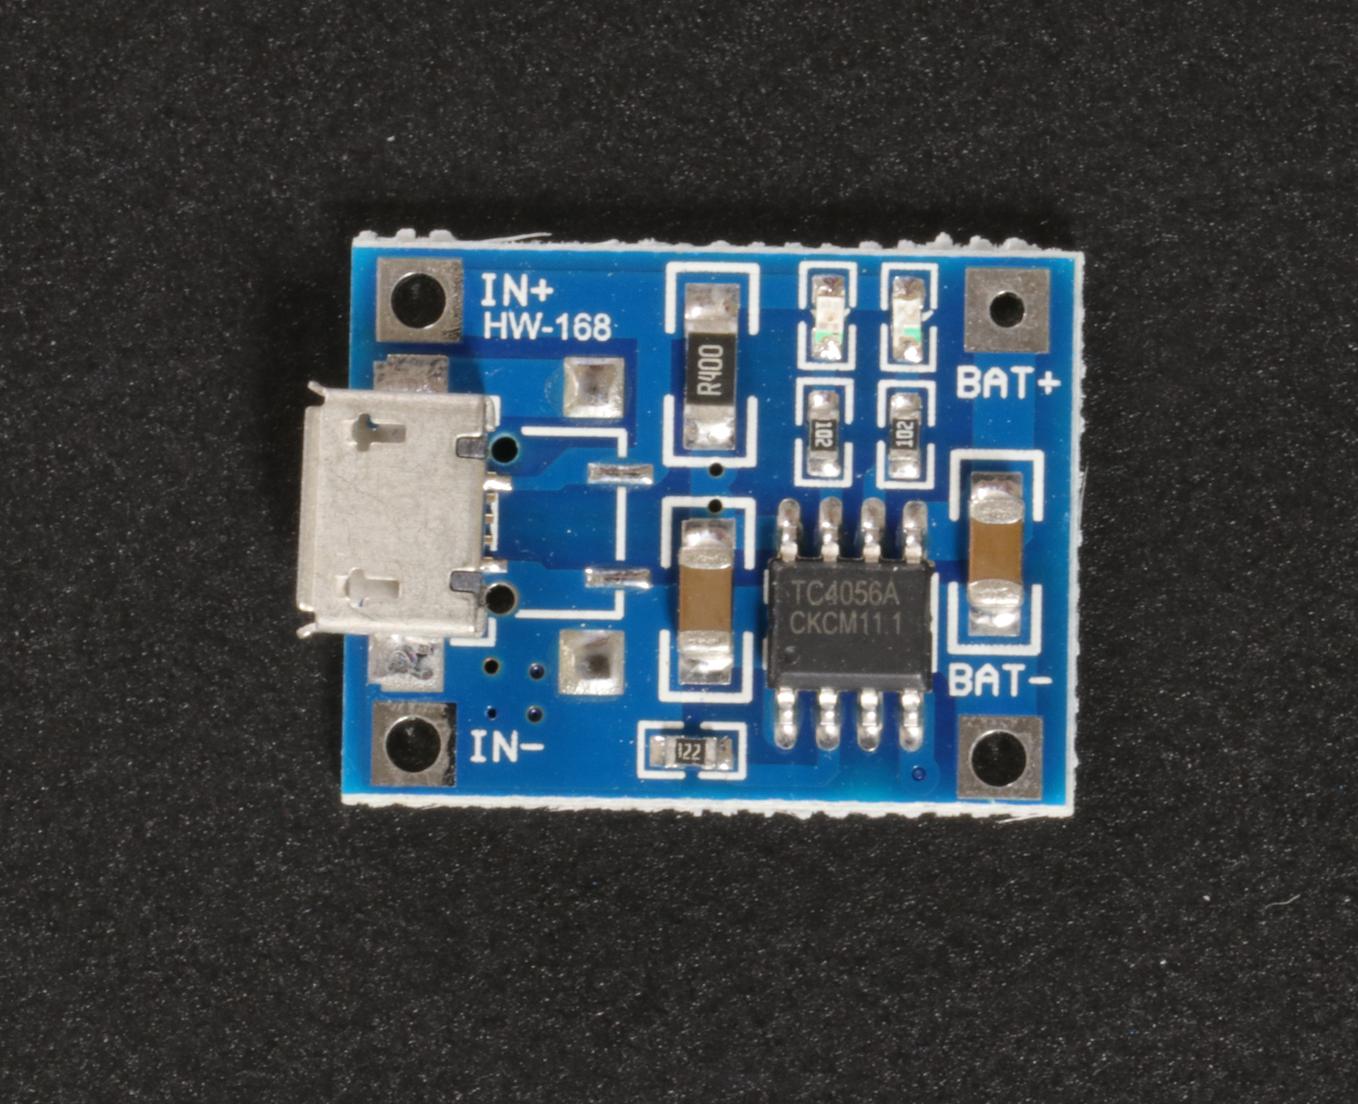 IN+
HW-168
R400
102
102
BAT+
TC4056A
CKCM11 1
BAT-
122
IN-